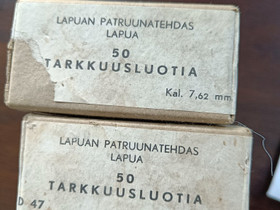 LAPUAN PATRUUNATEHDAS
LAPUA
50
TARKKUUSLUOTIA
Kal. 7,62 mm
LAPUAN PATRUUNATEHDAS
LAPUA
50
TARKKUUSLUOTIA
D 47